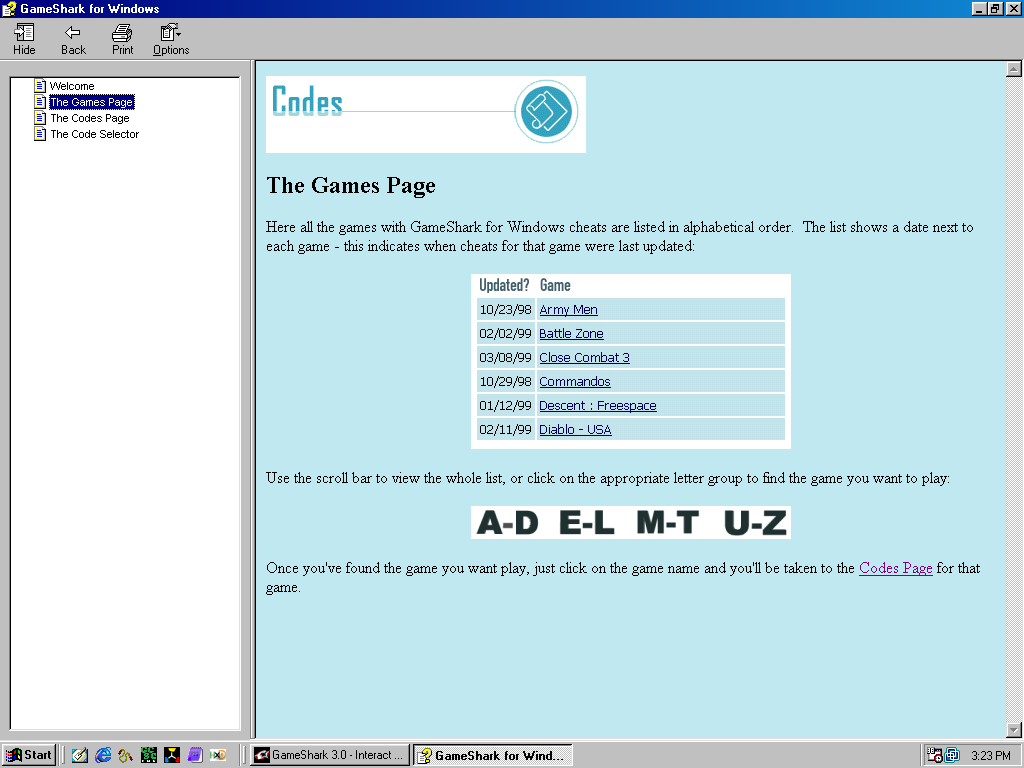 GameShark for Windows
Hide Back Print Options
Welcome
The Games Page
The Codes Page
The Code Selector
Codes
The Games Page
Here all the games with GameShark for Windows cheats are listed in alphabetical order.  The list shows a date next to
each game - this indicates when cheats for that game were last updated:
Updated? Game
10/23/98 Army Men
02/02/99 Battle Zone
03/08/99 Close Combat 3
10/29/98 Commandos
01/12/99 Descent : Freespace
02/11/99 Diablo - USA
Use the scroll bar to view the whole list, or click on the appropriate letter group to find the game you want to play:
A-D E-L M-T U-Z
Once you've found the game you want play, just click on the game name and you'll be taken to the Codes Page for that
game.
Start GameShark 3.0 - Interact ... GameShark for Wind... 3:23 PM